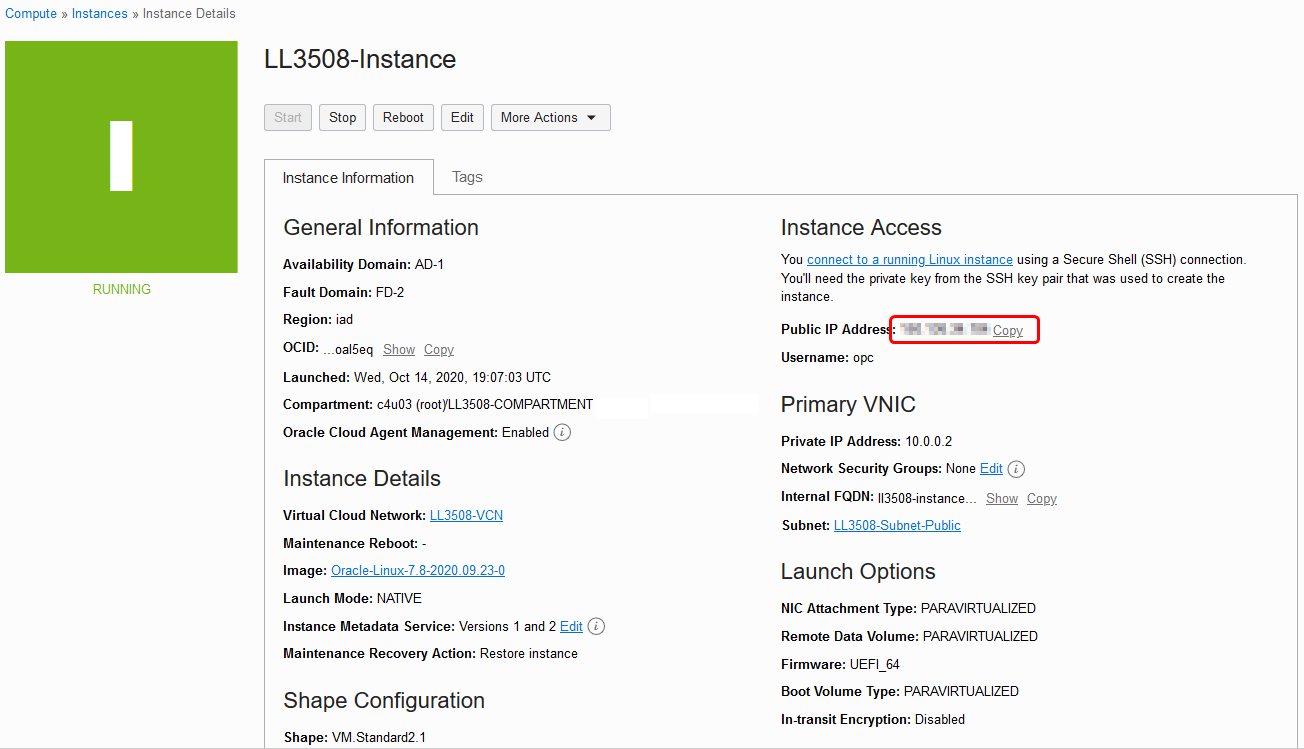 Compute » Instances » Instance Details
I
RUNNING
LL3508-Instance
Start Stop Reboot Edit More Actions
Instance Information Tags
General Information
Availability Domain: AD-1
Fault Domain: FD-2
Region: iad
OCID: ...oal5eq Show Copy
Launched: Wed, Oct 14, 2020, 19:07:03 UTC
Compartment: c4u03 (root)/LL3508-COMPARTMENT
Oracle Cloud Agent Management: Enabled i
Instance Details
Virtual Cloud Network: LL3508-VCN
Maintenance Reboot: -
Image: Oracle-Linux-7.8-2020.09.23-0
Launch Mode: NATIVE
Instance Metadata Service: Versions 1 and 2 Edit i
Maintenance Recovery Action: Restore instance
Shape Configuration
Shape: VM.Standard2.1
Instance Access
You connect to a running Linux instance using a Secure Shell (SSH) connection.
You'll need the private key from the SSH key pair that was used to create the
instance.
Public IP Address: Copy
Username: opc
Primary VNIC
Private IP Address: 10.0.0.2
Network Security Groups: None Edit i
Internal FQDN: ll3508-instance... Show Copy
Subnet: LL3508-Subnet-Public
Launch Options
NIC Attachment Type: PARAVIRTUALIZED
Remote Data Volume: PARAVIRTUALIZED
Firmware: UEFI_64
Boot Volume Type: PARAVIRTUALIZED
In-transit Encryption: Disabled